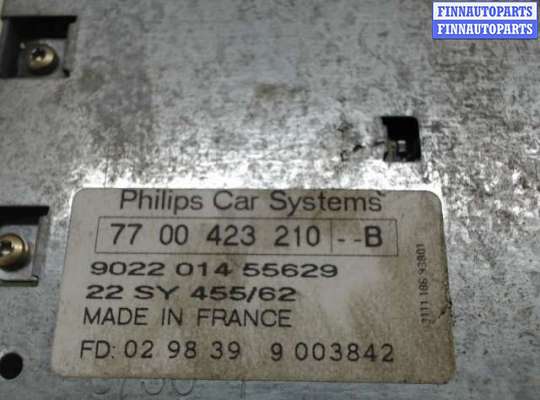 FINNAUTOPARTS
FINNAUTOPARTS
Philips Car Systems
77 00 423 210 --B
9022 014 55629
22 SY 455/62
MADE IN FRANCE
FD: 02 98 39 9 003842